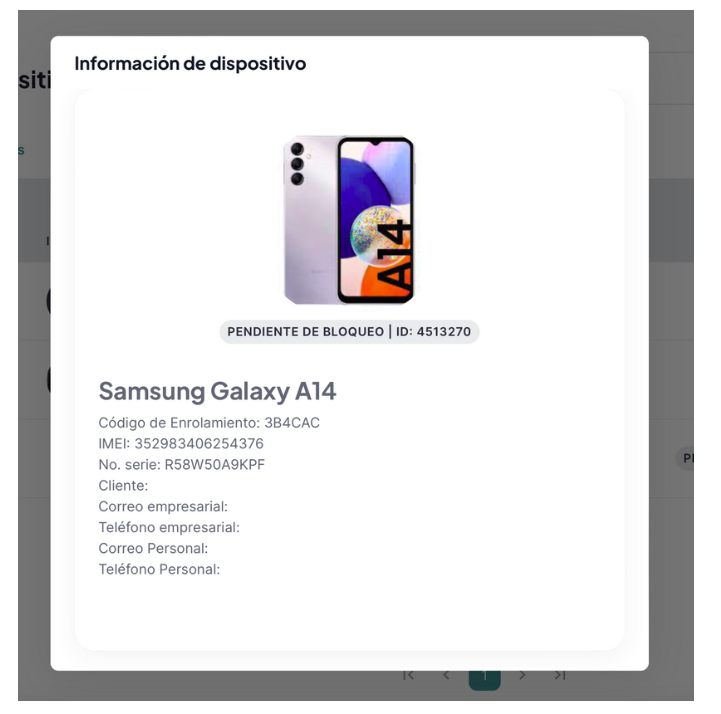 Información de dispositivo
siti
s
I
A14
PENDIENTE DE BLOQUEO | ID: 4513270
Samsung Galaxy A14
Código de Enrolamiento: 3B4CAC
IMEI: 352983406254376
No. serie: R58W50A9KPF
Cliente:
Correo empresarial:
Teléfono empresarial:
Correo Personal:
Teléfono Personal:
1